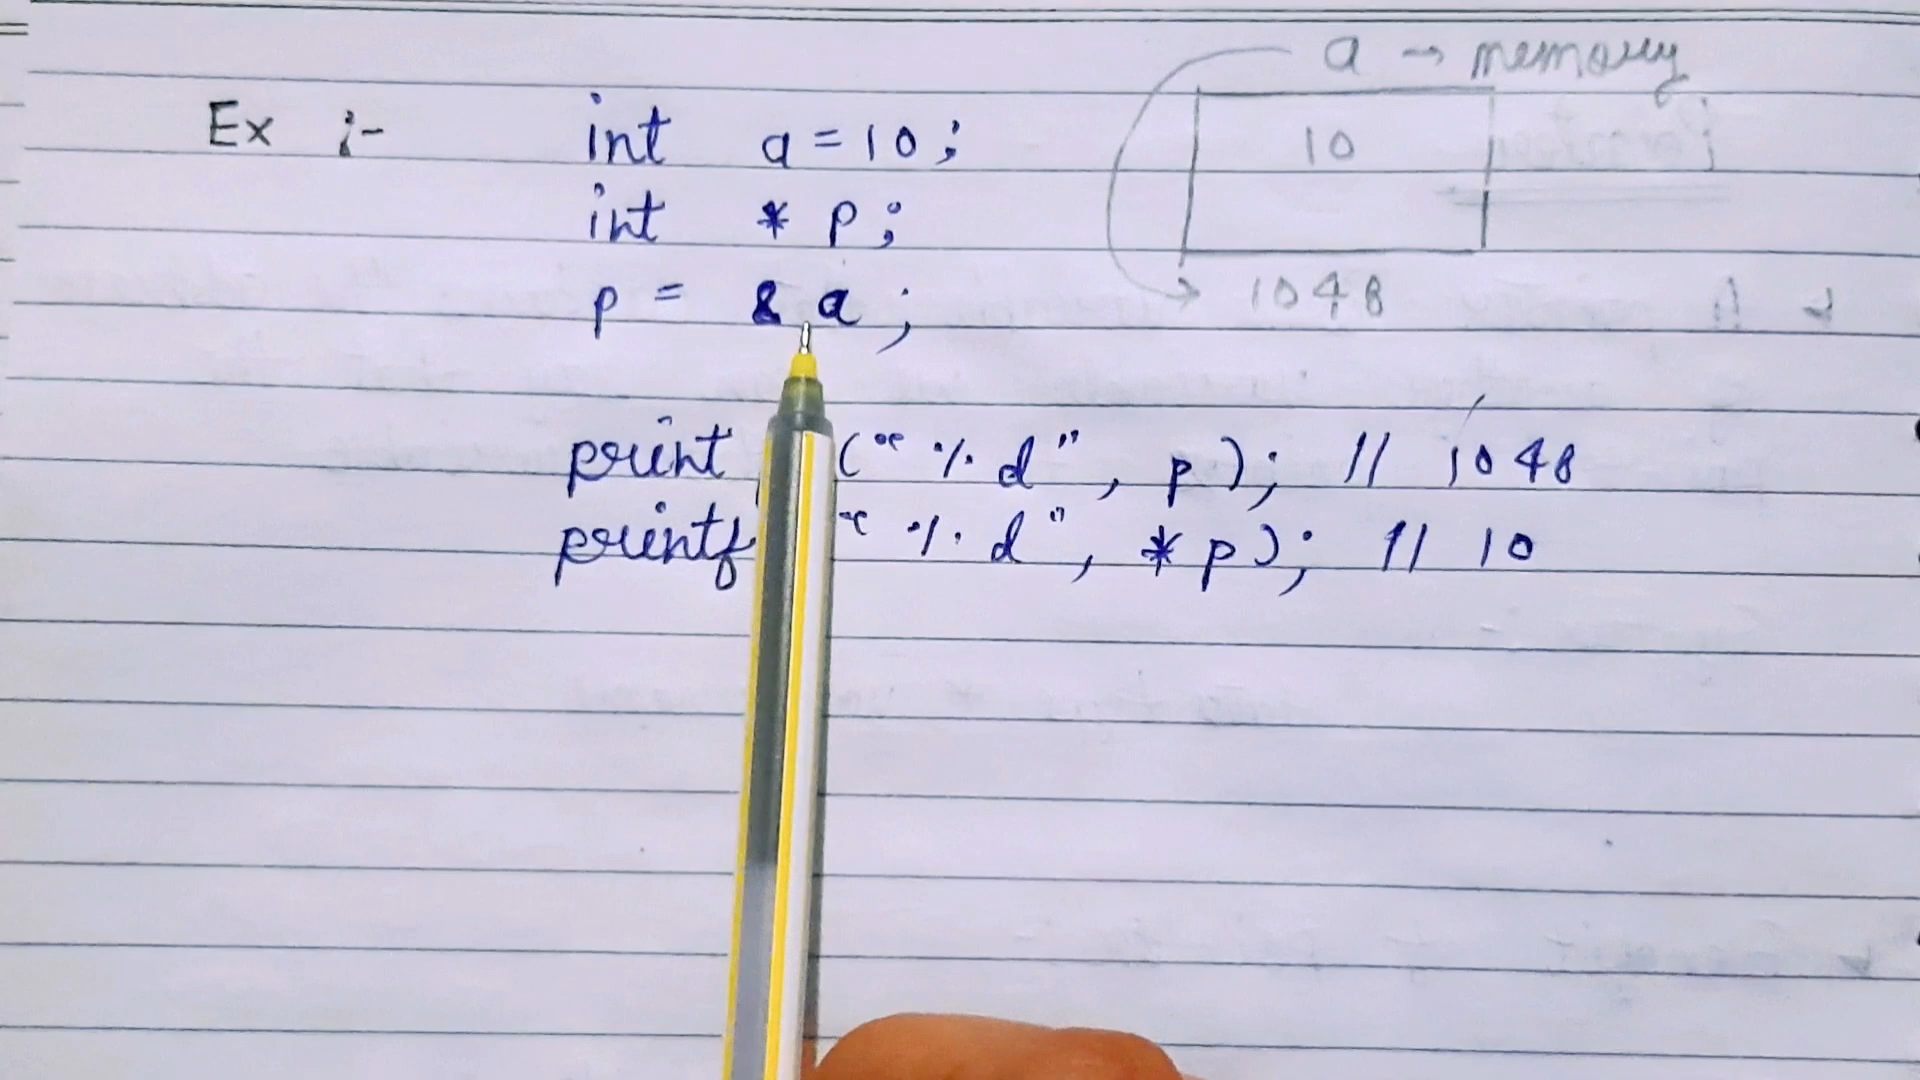 a → memory
Ex :- int a = 10 ;
10
int * p ;
p = & a ;
1048
print ("%d", p ); // 1048
printf "%d", * p ); // 10